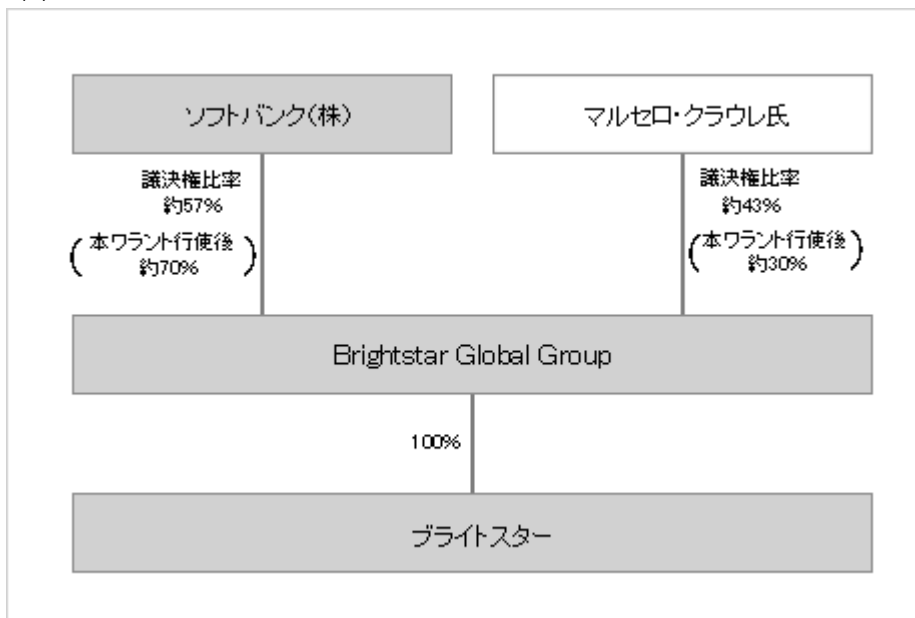 ソフトバンク(株)
マルセロ・クラウレ氏
議決権比率
約57%
(本ワラント行使後
約70%)
議決権比率
約43%
(本ワラント行使後
約30%)
Brightstar Global Group
100%
ブライトスター